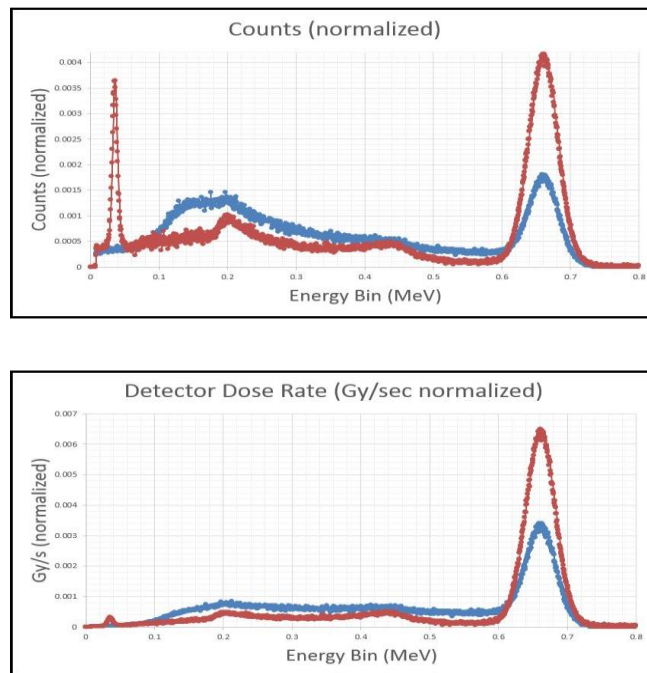 Counts (normalized)
0.004
0.0035
0.003
0.0025
0.002
0.0015
0.001
0.0005
0
Counts (normalized)
0.1 0.2 0.3 0.4 0.5 0.6 0.7 0.8
Energy Bin (MeV)
Detector Dose Rate (Gy/sec normalized)
0.007
0.006
0.005
0.004
0.003
0.002
0.001
0
Gy/s (normalized)
0 0.1 0.2 0.3 0.4 0.5 0.6 0.7 0.8
Energy Bin (MeV)